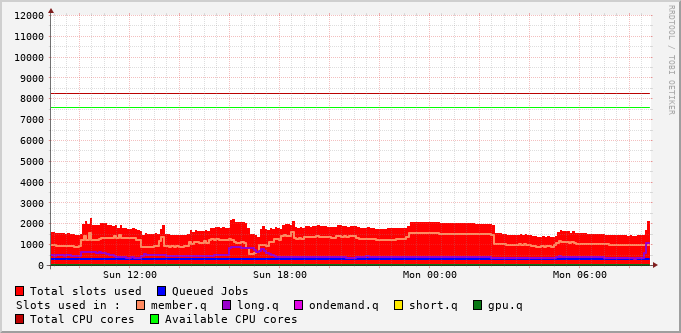 RRDTOOL / TOBI OETIKER
12000
11000
10000
9000
8000
7000
6000
5000
4000
3000
2000
1000
0
Sun 12:00 Sun 18:00 Mon 00:00 Mon 06:00
Total slots used Queued Jobs
Slots used in : member.q long.q ondemand.q short.q gpu.q
Total CPU cores Available CPU cores